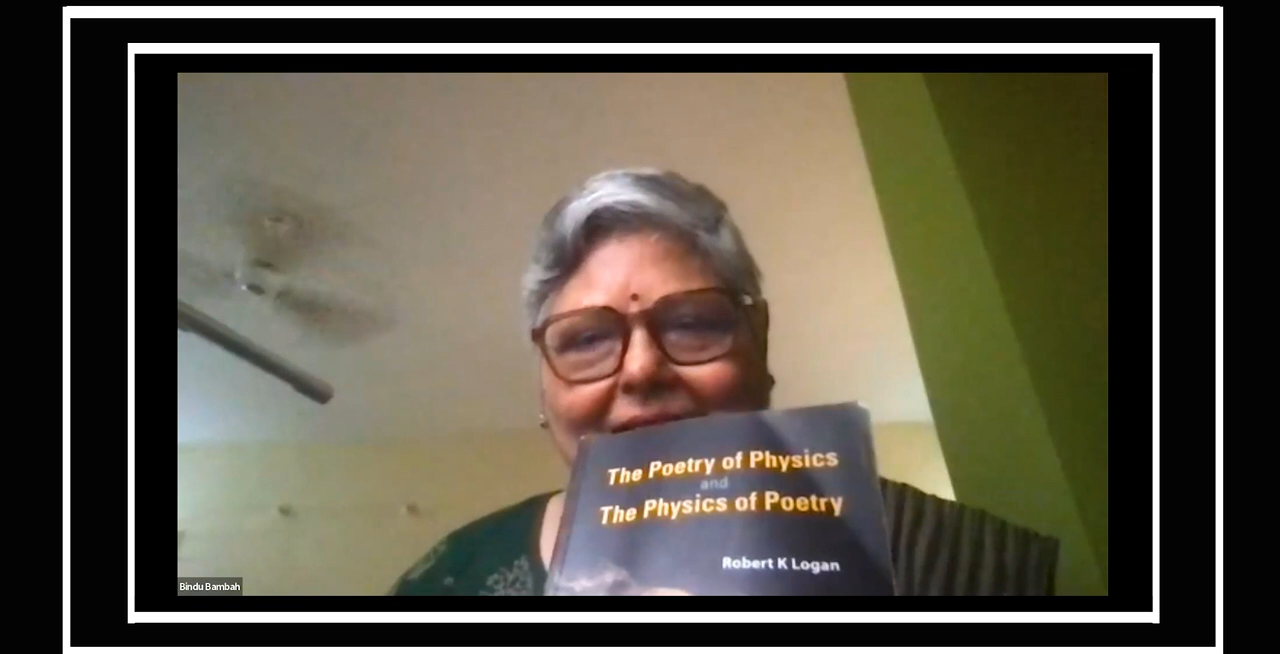 The Poetry of Physics
and
The Physics of Poetry
Robert K Logan
Bindu Bambah